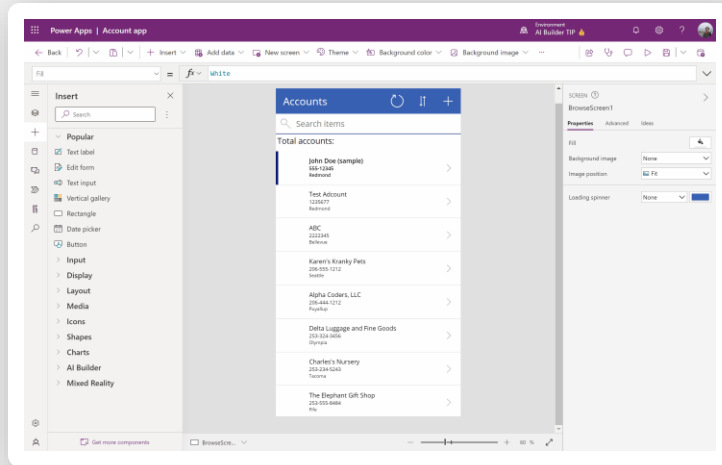 Power Apps | Account app
Environment
AI Builder TIP
?
Back
Insert
Add data
New screen
Theme
Background color
Background image
...
Fill
=
fx
White
Insert
Search
Popular
Text label
Edit form
Text input
Vertical gallery
Rectangle
Date picker
Button
Input
Display
Layout
Media
Icons
Shapes
Charts
AI Builder
Mixed Reality
Get more components
Accounts
Search items
Total accounts:
John Doe (sample)
555-12345
Redmond
Test Adcount
1235677
Redmond
ABC
2222345
Bellevue
Karen's Kranky Pets
206-555-1212
Seattle
Alpha Coders, LLC
206-444-1212
Puyallup
Delta Luggage and Fine Goods
253-324-3456
Olympia
Charles's Nursery
253-234-5243
Tacoma
The Elephant Gift Shop
253-555-8484
BrowseScre...
60 %
SCREEN
BrowseScreen1
Properties Advanced Ideas
Fill
Background image None
Image position Fit
Loading spinner None